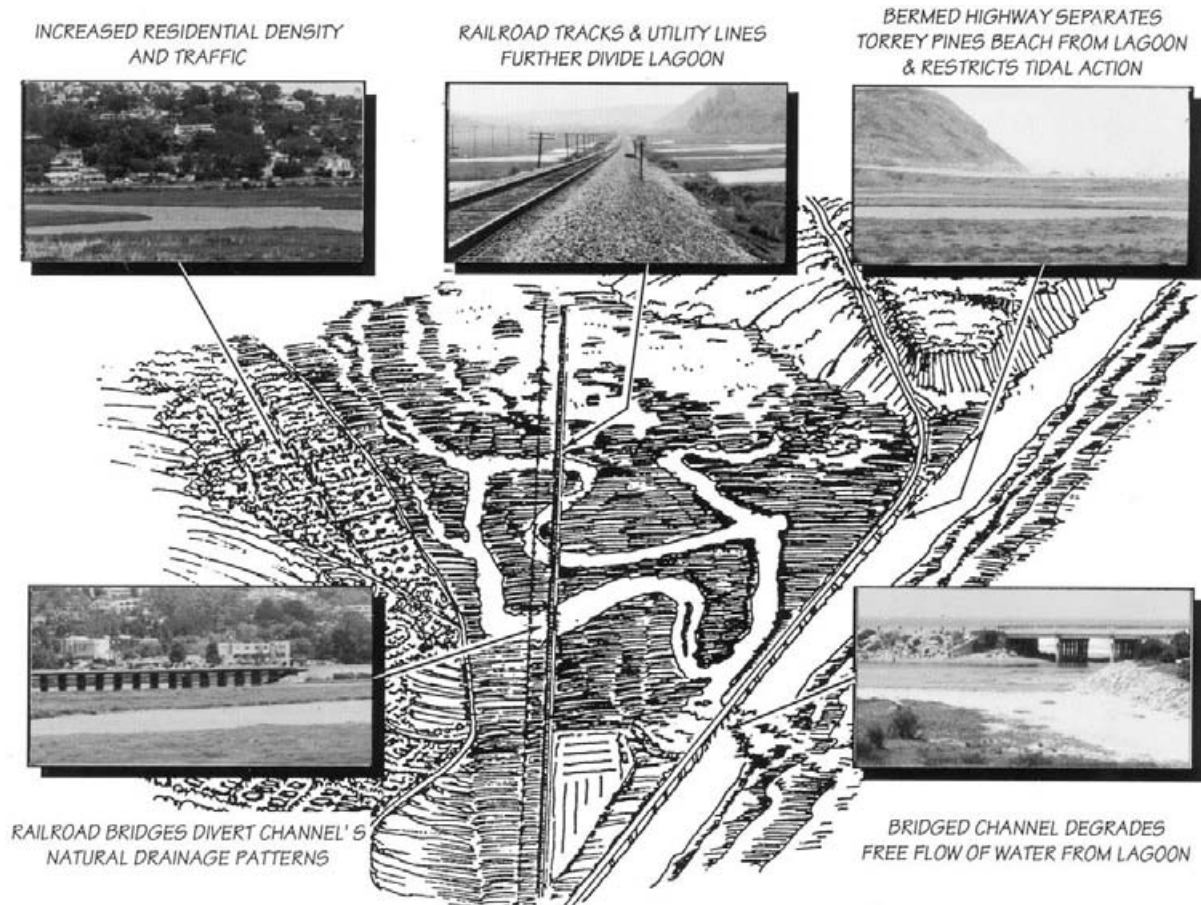 INCREASED RESIDENTIAL DENSITY
AND TRAFFIC
RAILROAD TRACKS & UTILITY LINES
FURTHER DIVIDE LAGOON
BERMED HIGHWAY SEPARATES
TORREY PINES BEACH FROM LAGOON
& RESTRICTS TIDAL ACTION
RAILROAD BRIDGES DIVERT CHANNEL'S
NATURAL DRAINAGE PATTERNS
BRIDGED CHANNEL DEGRADES
FREE FLOW OF WATER FROM LAGOON